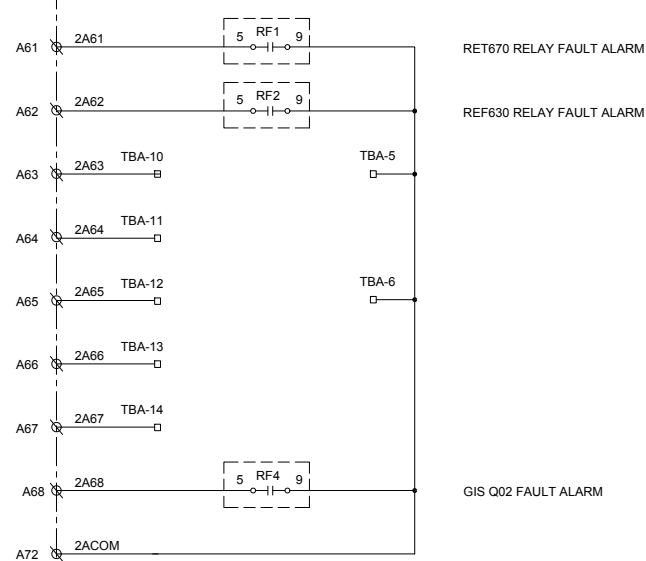 A61 2A61 5 RF1 9 RET670 RELAY FAULT ALARM
A62 2A62 5 RF2 9 REF630 RELAY FAULT ALARM
A63 2A63 TBA-10 TBA-5
A64 2A64 TBA-11
A65 2A65 TBA-12 TBA-6
A66 2A66 TBA-13
A67 2A67 TBA-14
A68 2A68 5 RF4 9 GIS Q02 FAULT ALARM
A72 2ACOM